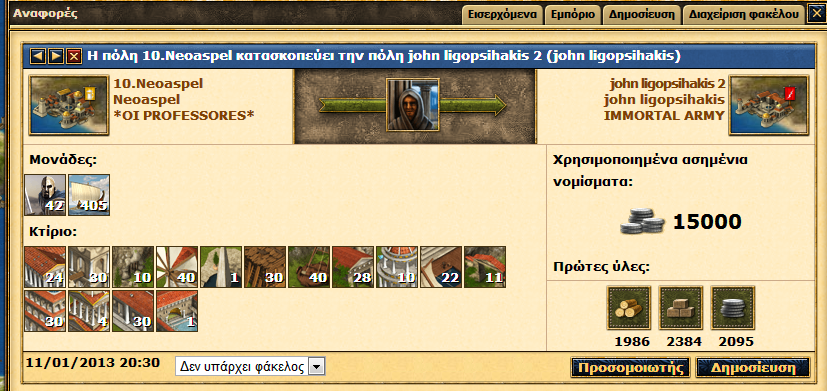 Αναφορές
Εισερχόμενα Εμπόριο Δημοσίευση Διαχείριση φακέλου
Η πόλη 10.Neoaspel κατασκοπεύει την πόλη john ligopsihakis 2 (john ligopsihakis)
10.Neoaspel
Neoaspel
*OI PROFESSORES*
john ligopsihakis 2
john ligopsihakis
IMMORTAL ARMY
Μονάδες:
42 405
Κτίριο:
24 30 10 40 1 30 40 28 10 22 11
30 4 30 1
Χρησιμοποιημένα ασημένια
νομίσματα:
15000
Πρώτες ύλες:
1986 2384 2095
11/01/2013 20:30 Δεν υπάρχει φάκελος Προσομοιωτής Δημοσίευση